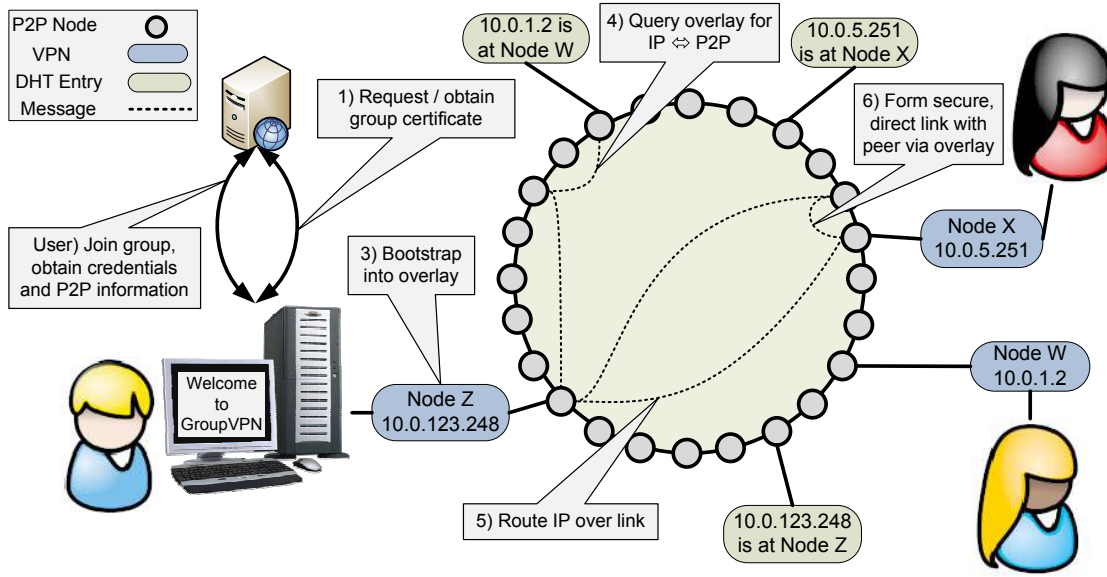 P2P Node
VPN
DHT Entry
Message
1) Request / obtain
group certificate
User) Join group,
obtain credentials
and P2P information
3) Bootstrap
into overlay
Welcome
to
GroupVPN
Node Z
10.0.123.248
10.0.1.2 is
at Node W
4) Query overlay for
IP ⇔ P2P
10.0.5.251
is at Node X
6) Form secure,
direct link with
peer via overlay
Node X
10.0.5.251
Node W
10.0.1.2
5) Route IP over link
10.0.123.248
is at Node Z